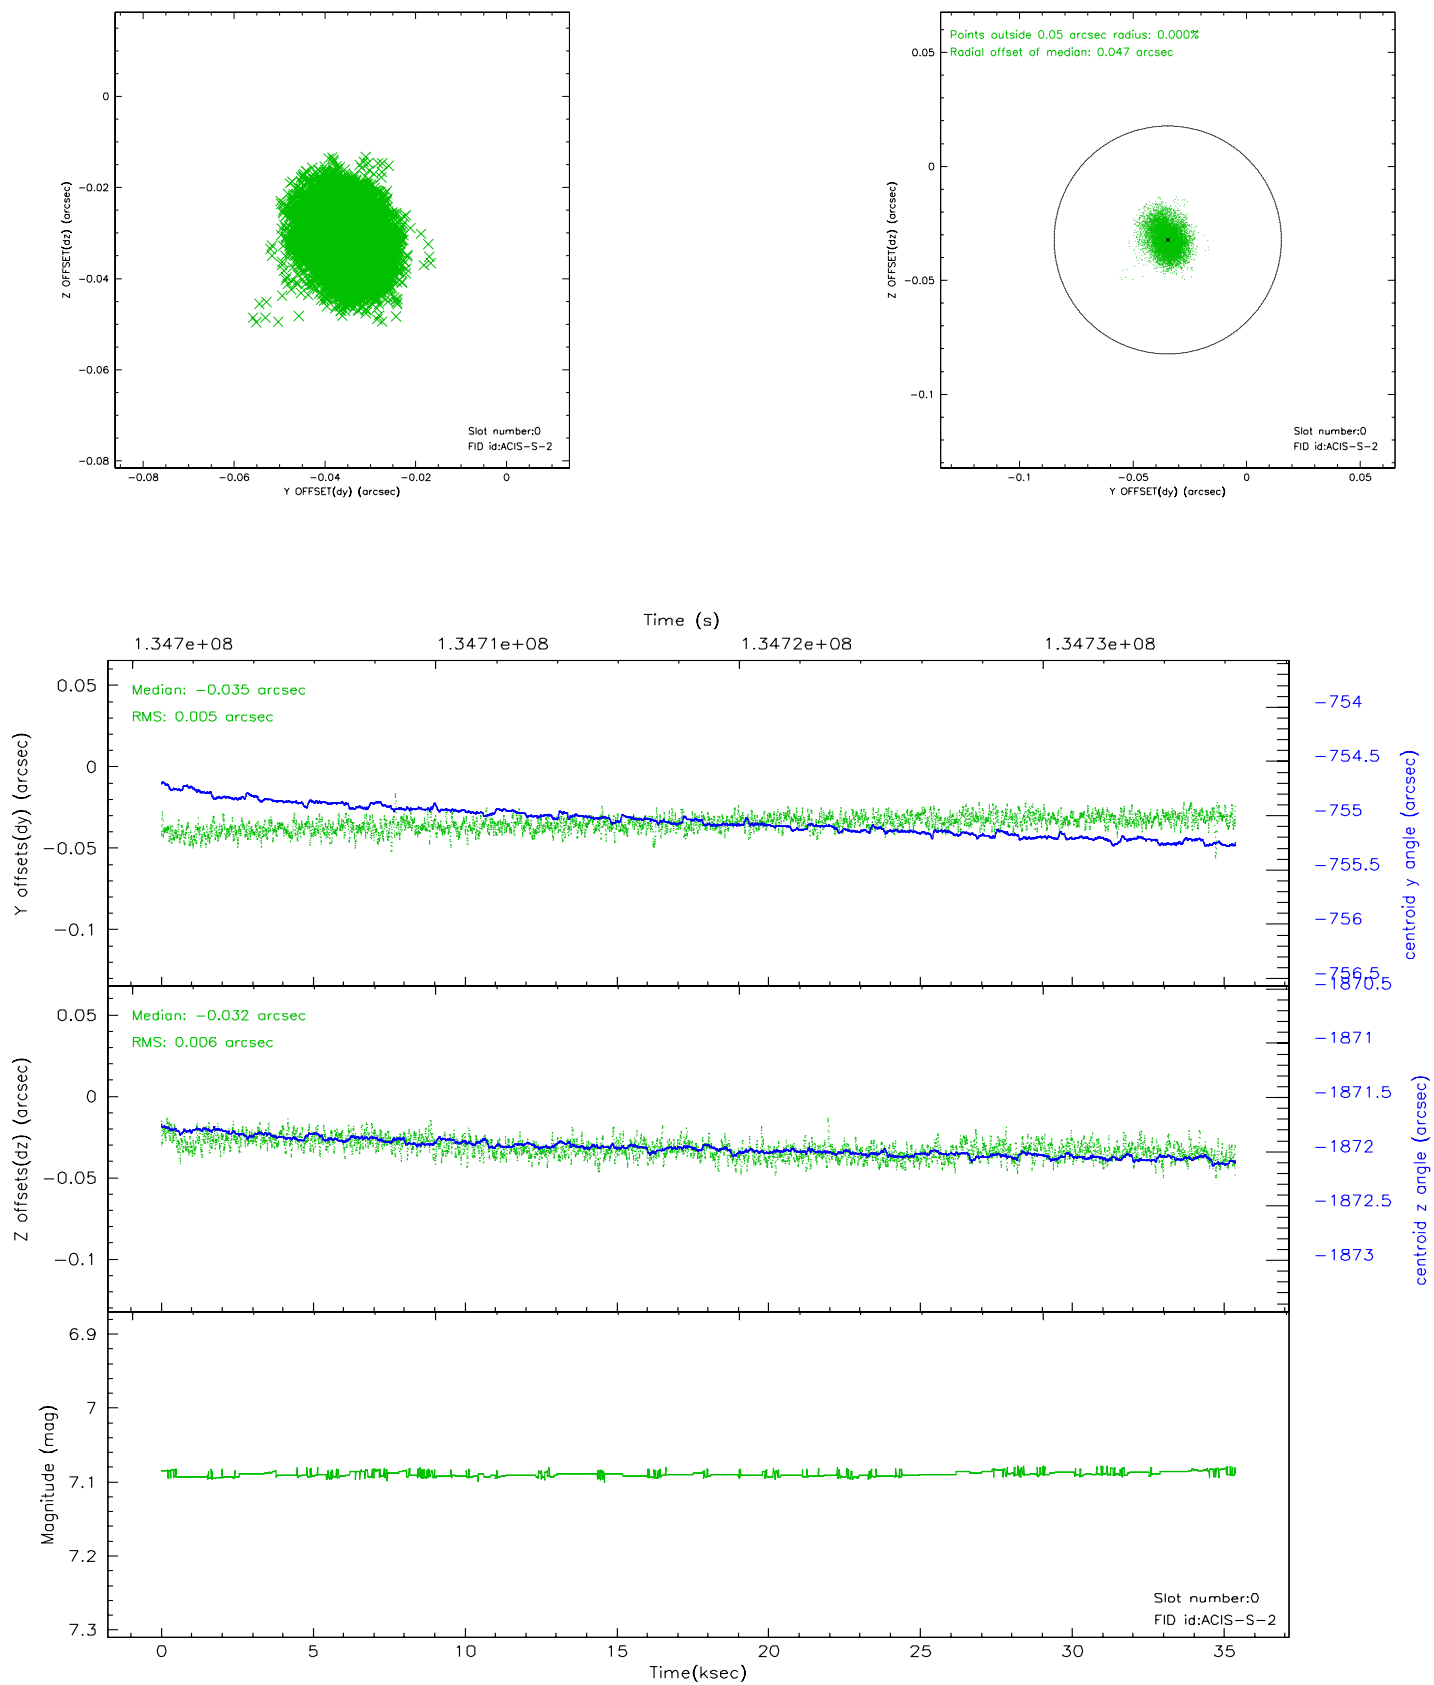 0
-0.02
-0.04
-0.06
-0.08
Z OFFSET(dz) (arcsec)
Slot number:0
FID id:ACIS-S-2
-0.08
-0.06
-0.04
-0.02
0
Y OFFSET(dy) (arcsec)
Points outside 0.05 arcsec radius: 0.000%
Radial offset of median: 0.047 arcsec
0.05
0
-0.05
-0.1
Z OFFSET(dz) (arcsec)
Slot number:0
FID id:ACIS-S-2
-0.1
-0.05
0
0.05
Y OFFSET(dy) (arcsec)
Time (s)
1.347e+08
1.3471e+08
1.3472e+08
1.3473e+08
Median: -0.035 arcsec
RMS: 0.005 arcsec
0.05
0
-0.05
-0.1
Y offsets(dy) (arcsec)
-754
-754.5
-755
-755.5
-756
-756.5
centroid y angle (arcsec)
Median: -0.032 arcsec
RMS: 0.006 arcsec
0.05
0
-0.05
-0.1
Z offsets(dz) (arcsec)
-1870.5
-1871
-1871.5
-1872
-1872.5
-1873
centroid z angle (arcsec)
6.9
7
7.1
7.2
7.3
Magnitude (mag)
Slot number:0
FID id:ACIS-S-2
0
5
10
15
20
25
30
35
Time(ksec)